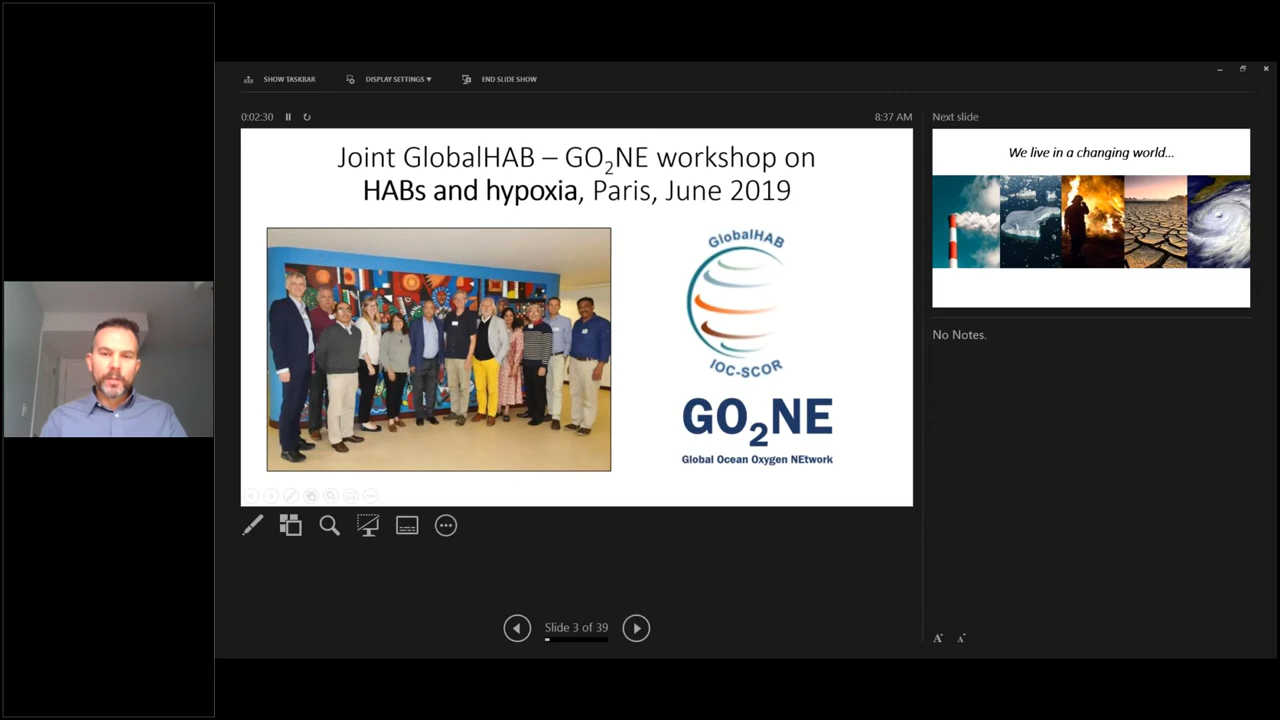 SHOW TASKBAR
DISPLAY SETTINGS ▾
END SLIDE SHOW
0:02:30
8:37 AM
Joint GlobalHAB – GO₂NE workshop on
HABs and hypoxia, Paris, June 2019
GlobalHAB
IOC-SCOR
GO₂NE
Global Ocean Oxygen NEtwork
Slide 3 of 39
Next slide
We live in a changing world...
No Notes.
A A